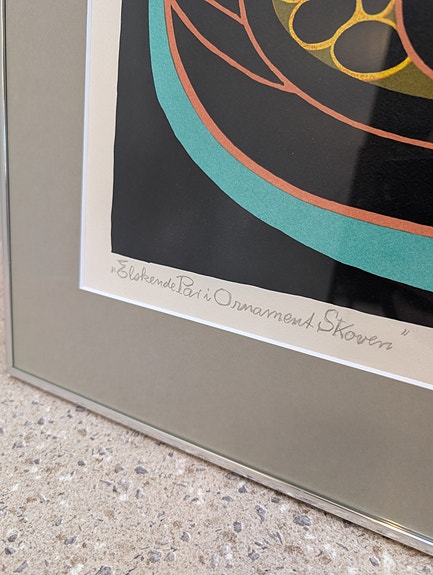 „Elskende Par i Ornament Skoven"